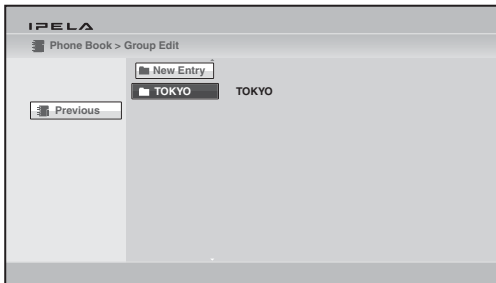 IPELA
Phone Book > Group Edit
New Entry
TOKYO TOKYO
Previous